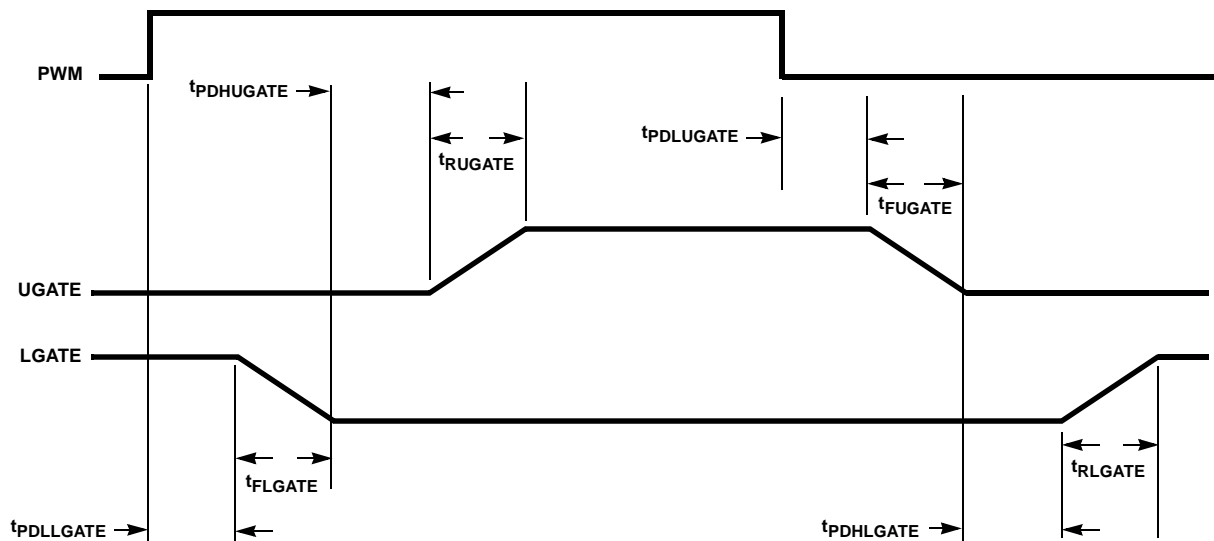 PWM
tPDHUGATE
tRUGATE
tPDLUGATE
tFUGATE
UGATE
LGATE
tFLGATE
tRLGATE
tPDLLGATE
tPDHLGATE